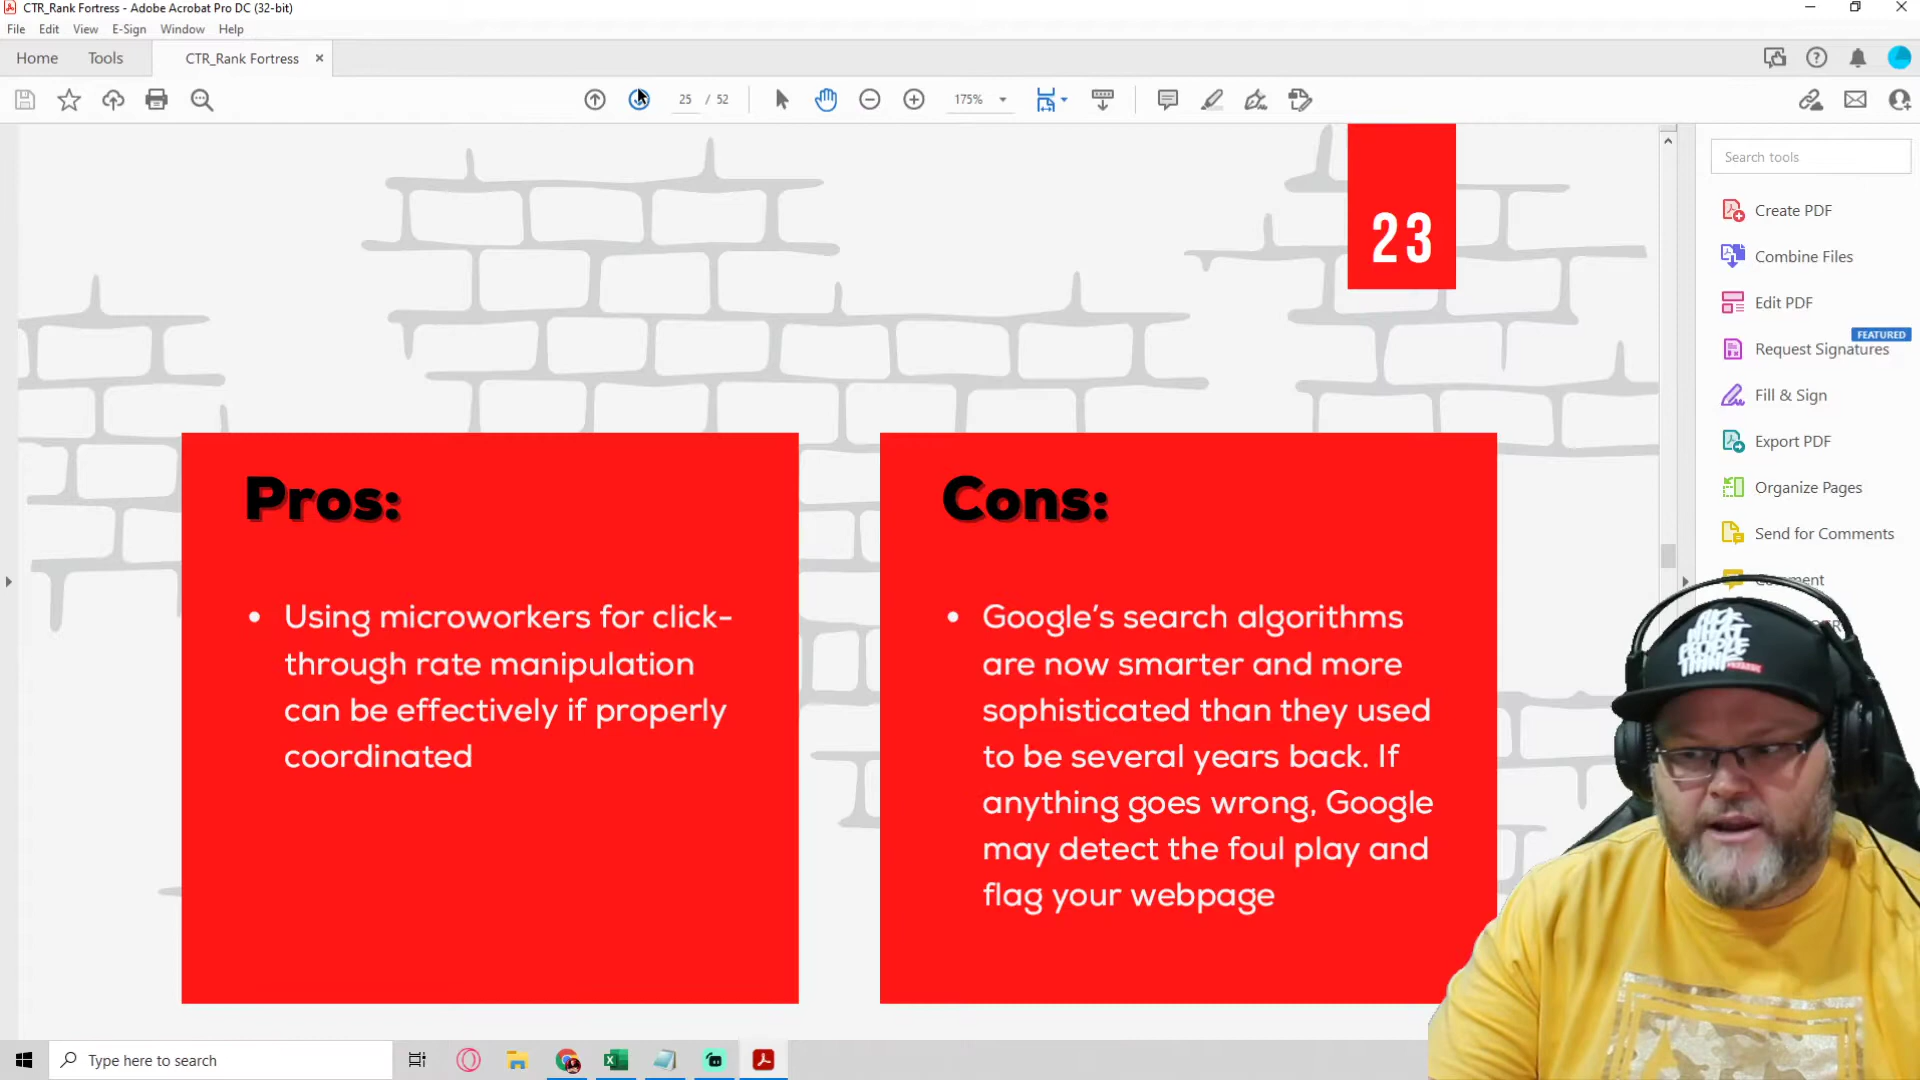 CTR_Rank Fortress - Adobe Acrobat Pro DC (32-bit)
File Edit View E-Sign Window Help
Home Tools CTR_Rank Fortress
25 / 52 175%
Search tools
Create PDF
Combine Files
Edit PDF
FEATURED
Request Signatures
Fill & Sign
Export PDF
Organize Pages
Send for Comments
Comment
23
Pros:
Using microworkers for click-
through rate manipulation
can be effectively if properly
coordinated
Cons:
Google's search algorithms
are now smarter and more
sophisticated than they used
to be several years back. If
anything goes wrong, Google
may detect the foul play and
flag your webpage
WHAT
PEOPLE
THINK
Type here to search